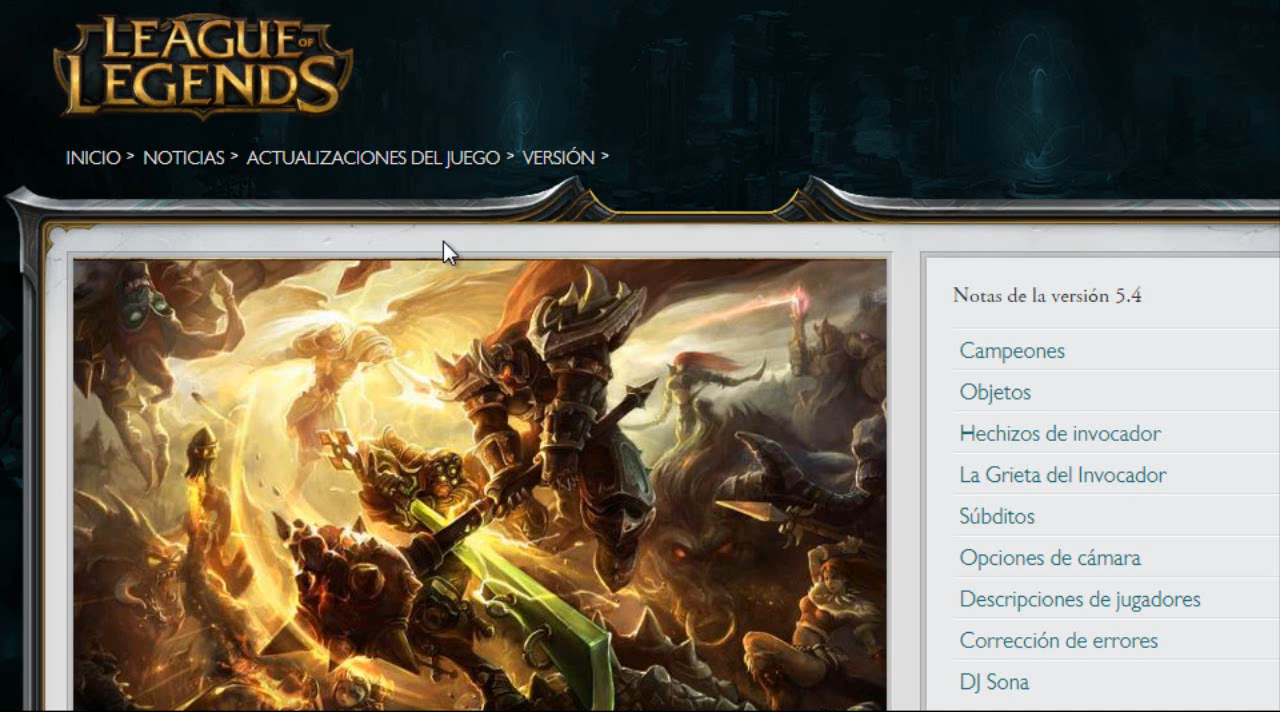 LEAGUE OF
LEGENDS
INICIO > NOTICIAS > ACTUALIZACIONES DEL JUEGO > VERSIÓN >
Notas de la versión 5.4
Campeones
Objetos
Hechizos de invocador
La Grieta del Invocador
Súbditos
Opciones de cámara
Descripciones de jugadores
Corrección de errores
DJ Sona